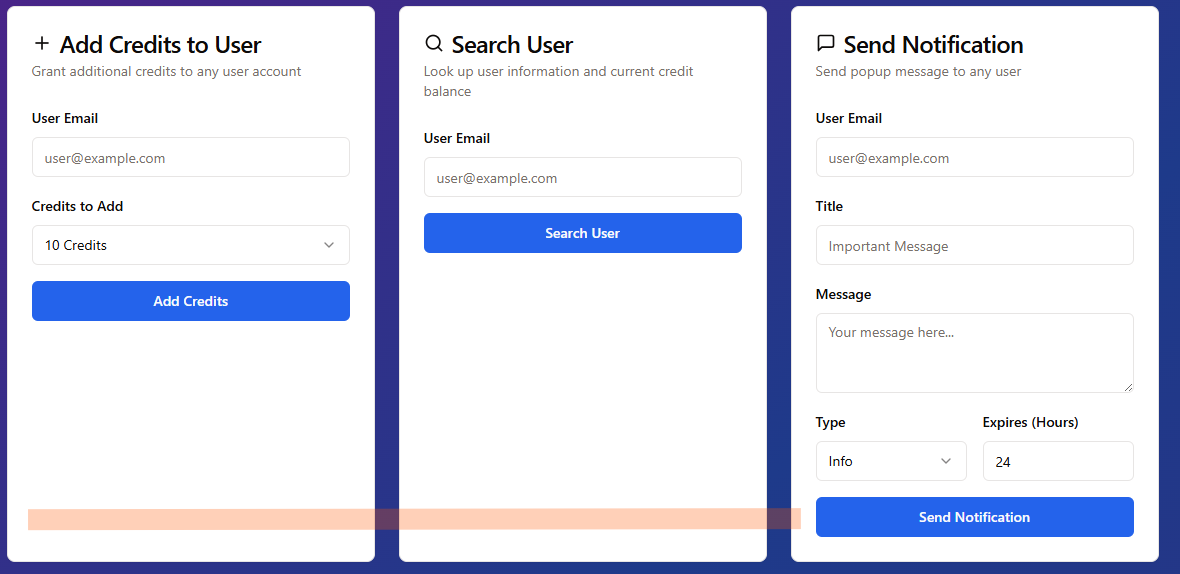 Add Credits to User
Grant additional credits to any user account
User Email
user@example.com
Credits to Add
10 Credits
Add Credits
Search User
Look up user information and current credit
balance
User Email
user@example.com
Search User
Send Notification
Send popup message to any user
User Email
user@example.com
Title
Important Message
Message
Your message here...
Type
Expires (Hours)
Info
24
Send Notification